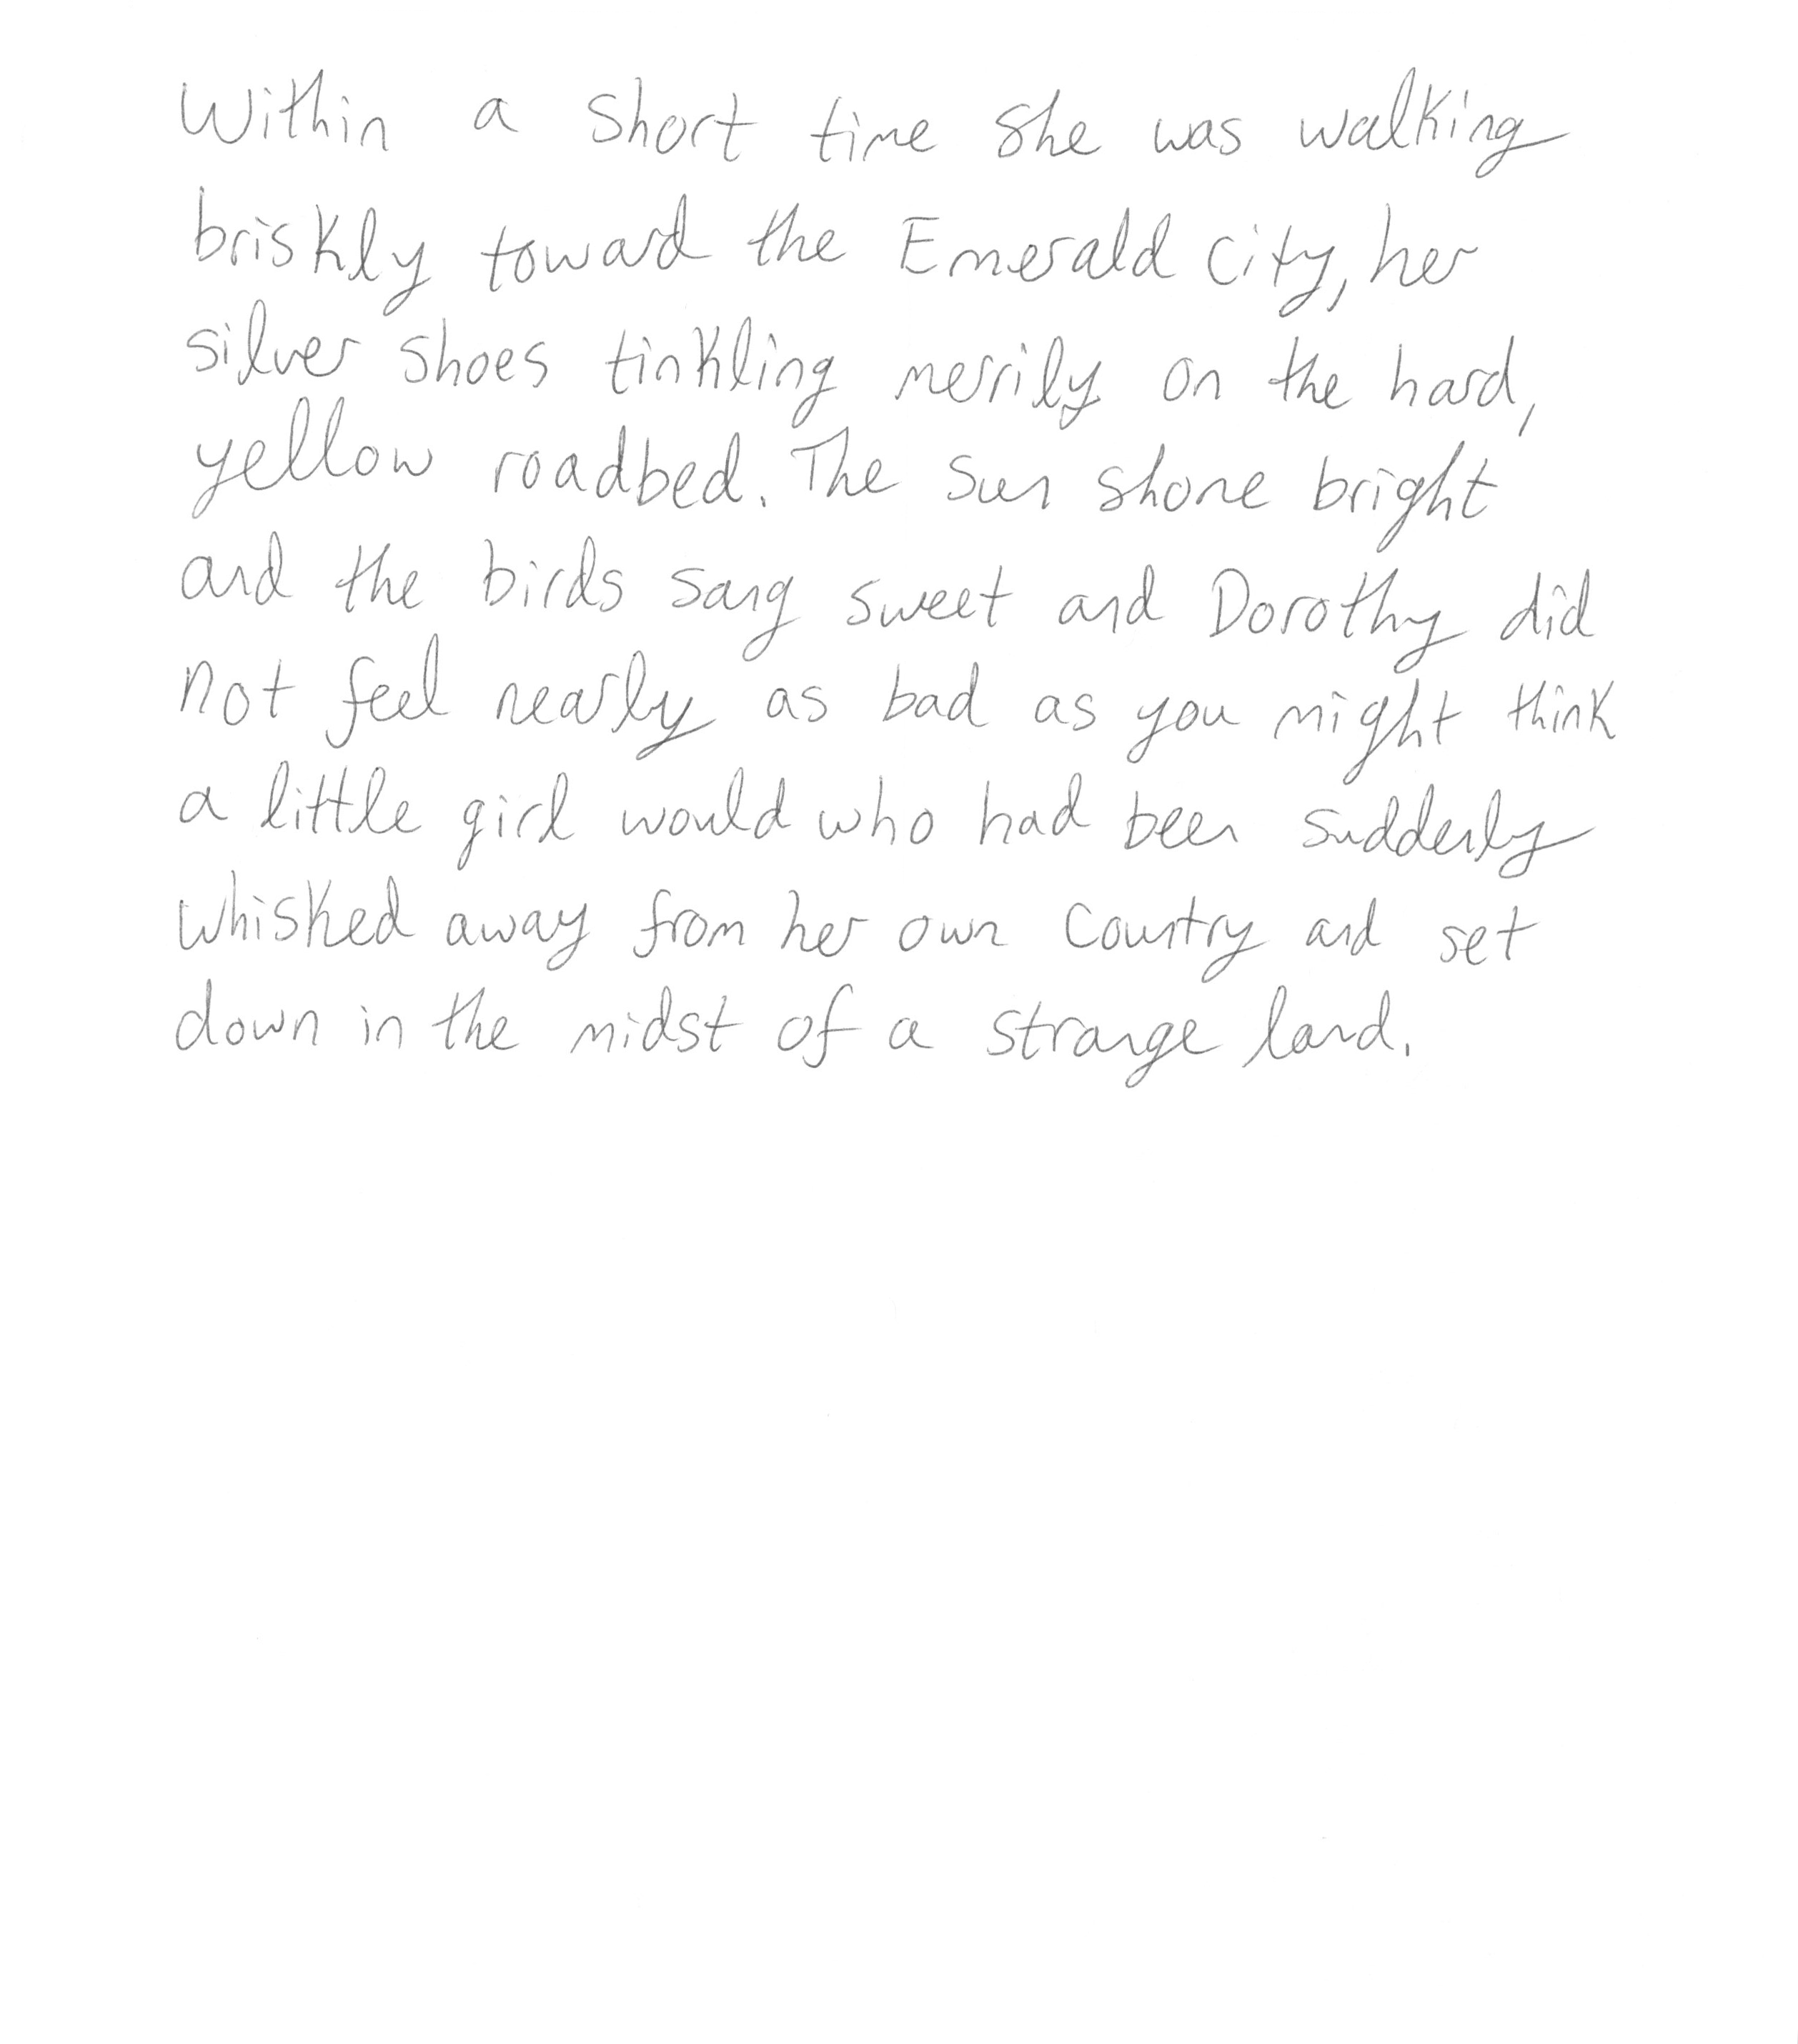 Within a short time she was walking
briskly toward the Emerald City, her
silver shoes tinkling merrily on the hard,
yellow roadbed. The sun shone bright
and the birds sang sweet and Dorothy did
not feel nearly as bad as you might think
a little girl would who had been suddenly
whisked away from her own country and set
down in the midst of a strange land.